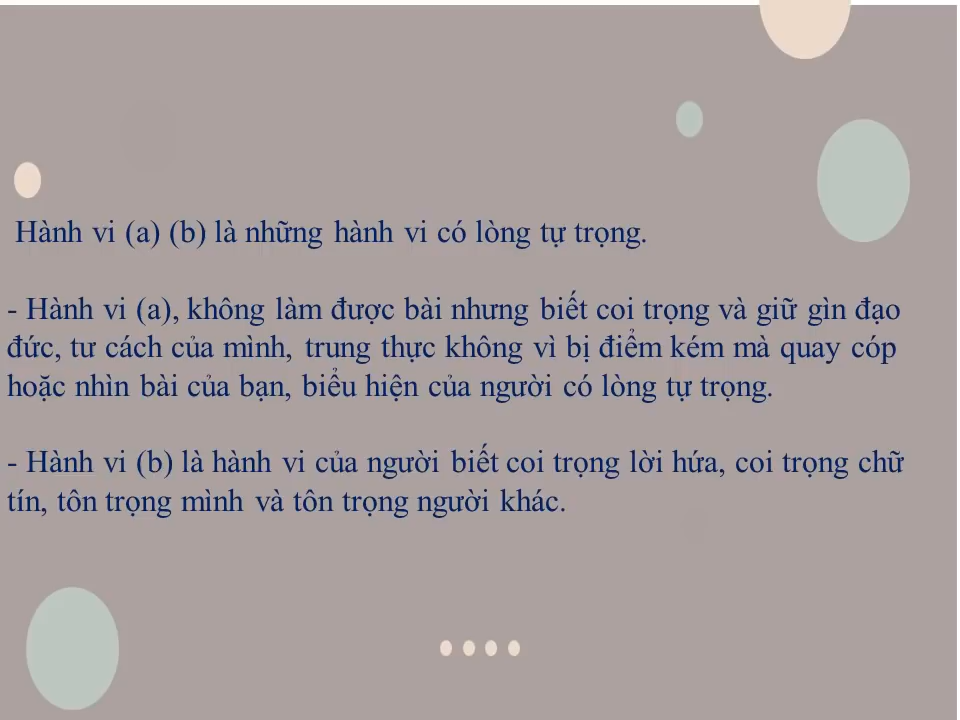 Hành vi (a) (b) là những hành vi có lòng tự trọng.
- Hành vi (a), không làm được bài nhưng biết coi trọng và giữ gìn đạo
đức, tư cách của mình, trung thực không vì bị điểm kém mà quay cóp
hoặc nhìn bài của bạn, biểu hiện của người có lòng tự trọng.
- Hành vi (b) là hành vi của người biết coi trọng lời hứa, coi trọng chữ
tín, tôn trọng mình và tôn trọng người khác.